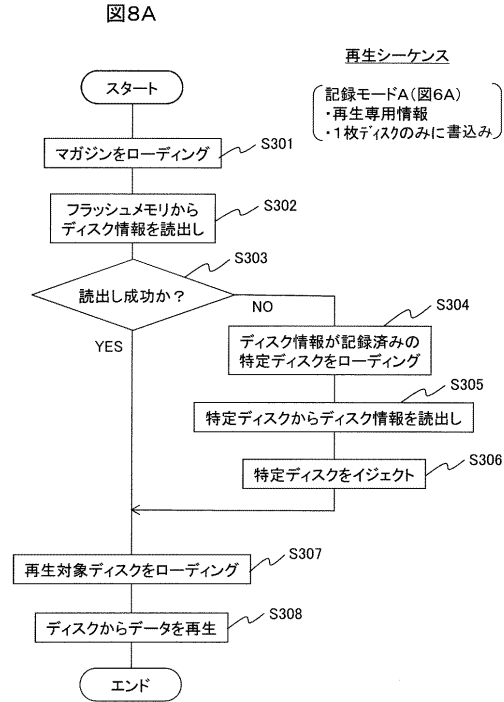 図8A
再生シーケンス
記録モードA(図6A)
・再生専用情報
・1枚ディスクのみに書込み
スタート
マガジンをローディング
S301
フラッシュメモリから
ディスク情報を読出し
S302
読出し成功か?
S303
NO
YES
ディスク情報が記録済みの
特定ディスクをローディング
S304
特定ディスクからディスク情報を読出し
S305
特定ディスクをイジェクト
S306
再生対象ディスクをローディング
S307
ディスクからデータを再生
S308
エンド